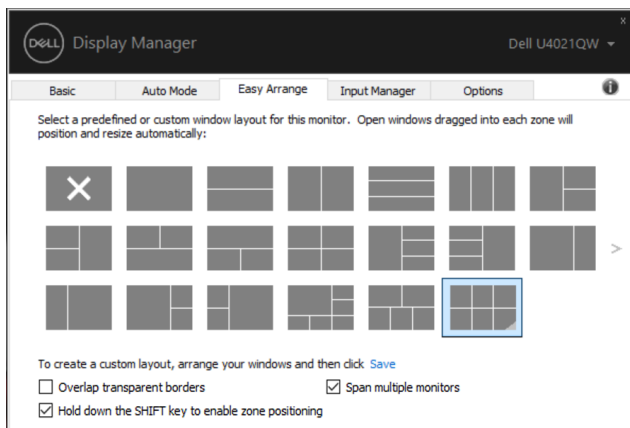 DELL Display Manager
x
Dell U4021QW
Basic Auto Mode Easy Arrange Input Manager Options
i
Select a predefined or custom window layout for this monitor. Open windows dragged into each zone will
position and resize automatically:
>
To create a custom layout, arrange your windows and then click Save
Overlap transparent borders
Span multiple monitors
Hold down the SHIFT key to enable zone positioning